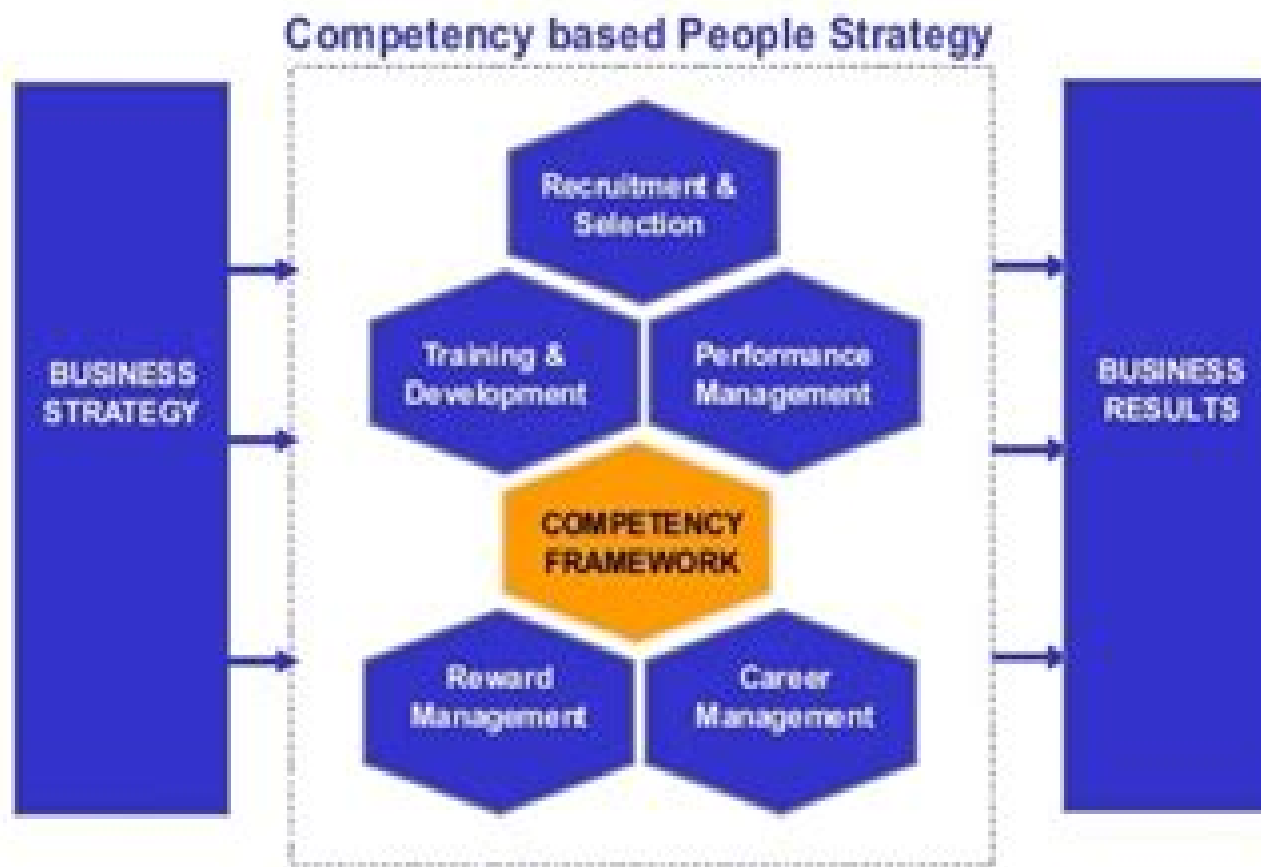 Competency based People Strategy
BUSINESS
STRATEGY
Recruitment &
Selection
Training &
Development
Performance
Management
COMPETENCY
FRAMEWORK
Reward
Management
Career
Management
BUSINESS
RESULTS